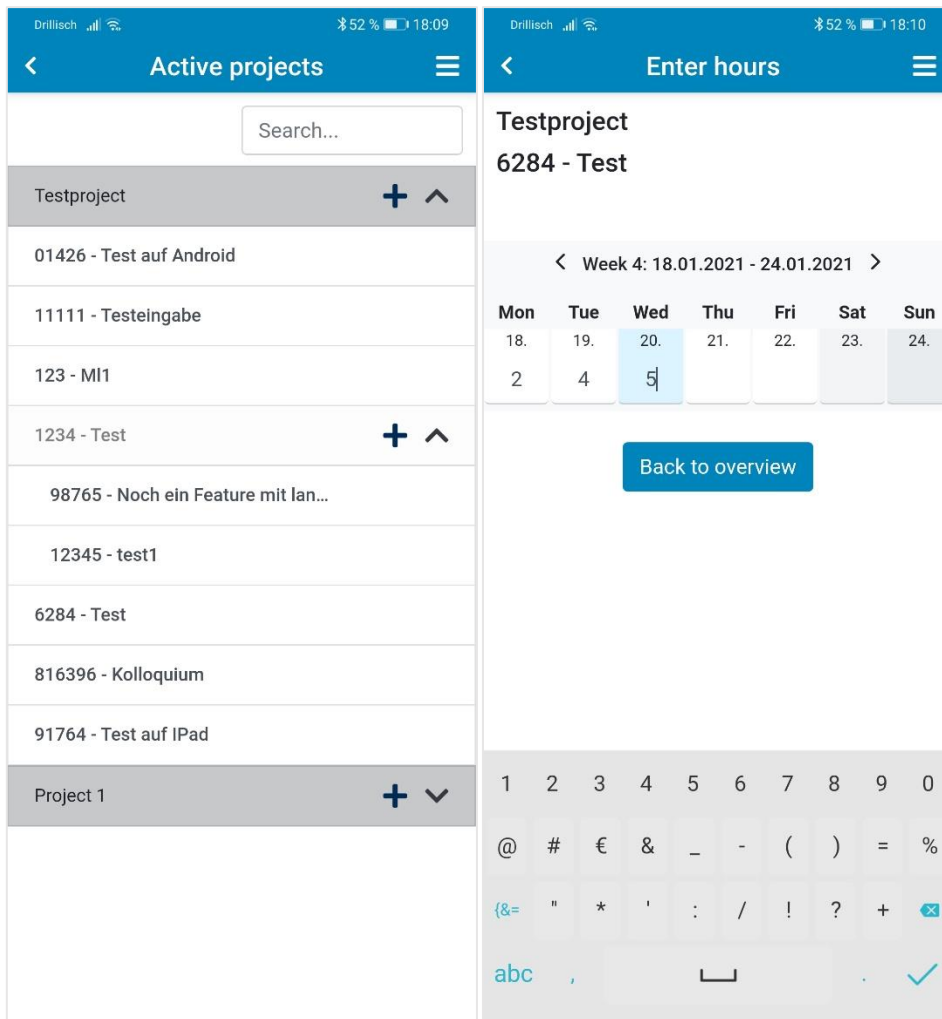 Drillisch 52 % 18:09
Active projects
Search...
Testproject
01426 - Test auf Android
11111 - Testeingabe
123 - Ml1
1234 - Test
98765 - Noch ein Feature mit lan...
12345 - test1
6284 - Test
816396 - Kolloquium
91764 - Test auf IPad
Project 1
Drillisch 52 % 18:10
Enter hours
Testproject
6284 - Test
Week 4: 18.01.2021 - 24.01.2021
Mon Tue Wed Thu Fri Sat Sun
18. 19. 20. 21. 22. 23. 24.
2 4 5
Back to overview
1 2 3 4 5 6 7 8 9 0
@ # € & _ - ( ) = %
{&= " * ' : / ! ? +
abc , .